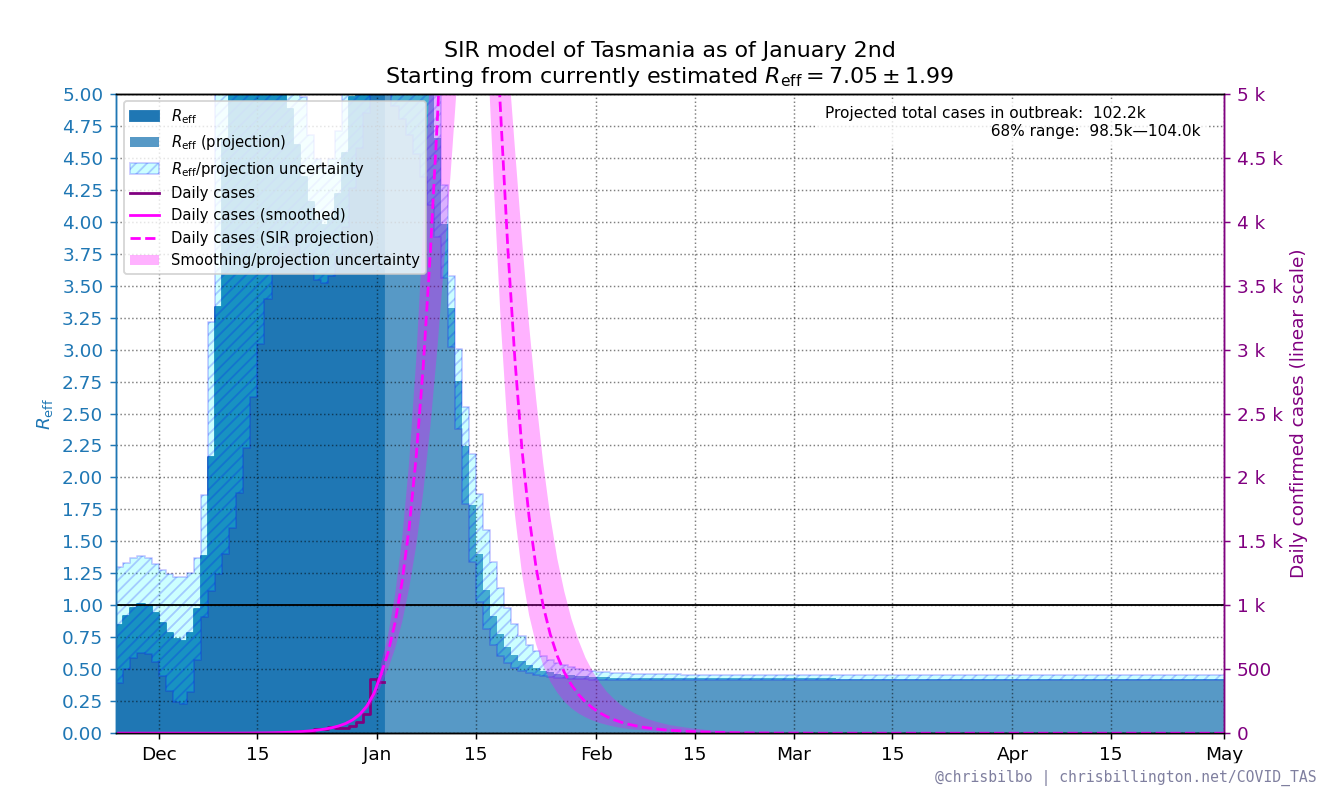 SIR model of Tasmania as of January 2nd
Starting from currently estimated Reff = 7.05 ± 1.99
Projected total cases in outbreak: 102.2k
68% range: 98.5k—104.0k
Reff
Reff (projection)
Reff/projection uncertainty
Daily cases
Daily cases (smoothed)
Daily cases (SIR projection)
Smoothing/projection uncertainty
5.00
4.75
4.50
4.25
4.00
3.75
3.50
3.25
3.00
2.75
2.50
2.25
2.00
1.75
1.50
1.25
1.00
0.75
0.50
0.25
0.00
Reff
5 k
4.5 k
4 k
3.5 k
3 k
2.5 k
2 k
1.5 k
1 k
500
0
Daily confirmed cases (linear scale)
Dec 15 Jan 15 Feb 15 Mar 15 Apr 15 May
@chrisbilbo | chrisbillington.net/COVID_TAS